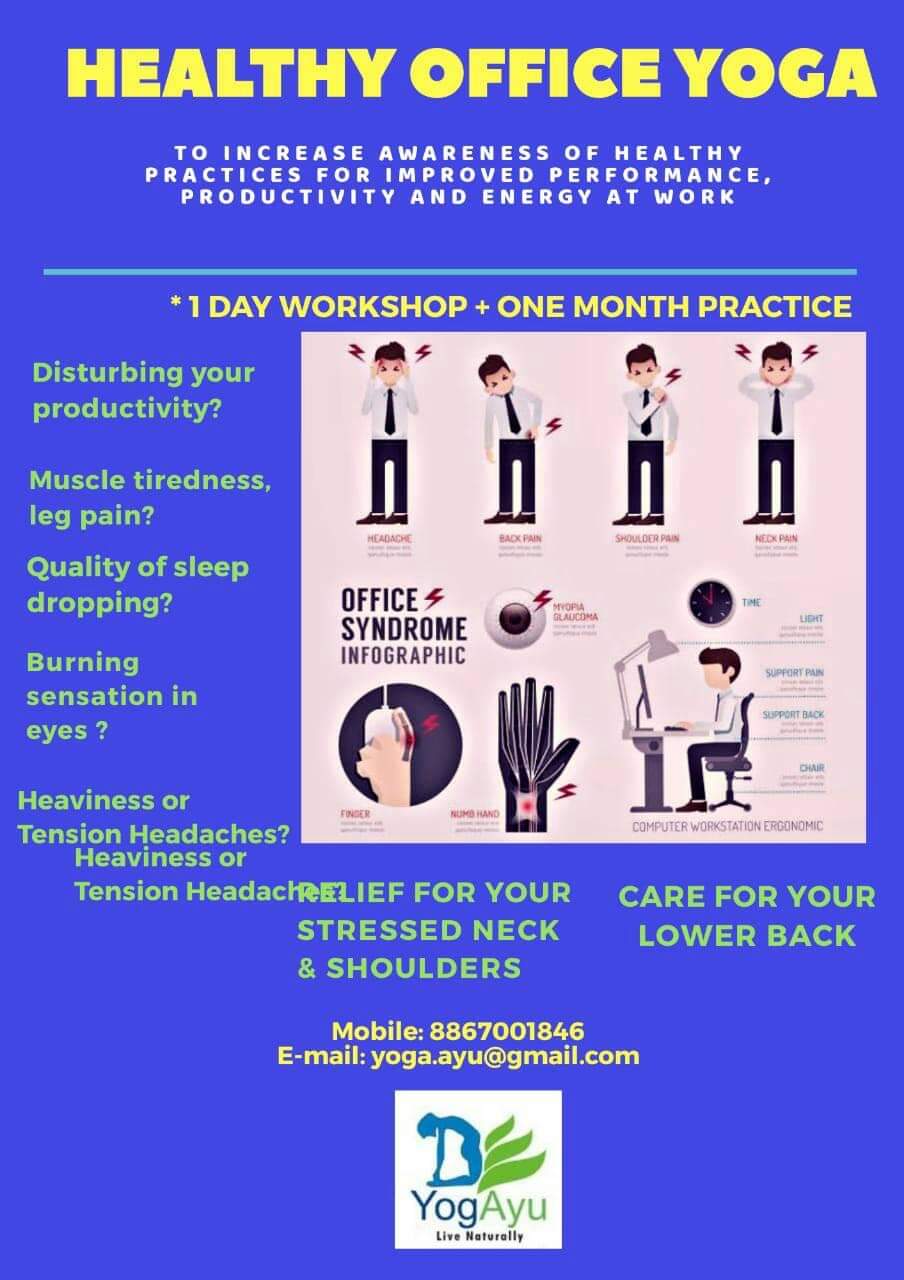 HEALTHY OFFICE YOGA
TO INCREASE AWARENESS OF HEALTHY
PRACTICES FOR IMPROVED PERFORMANCE,
PRODUCTIVITY AND ENERGY AT WORK
* 1 DAY WORKSHOP + ONE MONTH PRACTICE
Disturbing your
productivity?
Muscle tiredness,
leg pain?
Quality of sleep
dropping?
Burning
sensation in
eyes ?
Heaviness or
Tension Headaches?
Heaviness or
Tension Headaches?
HEADACHE
BACK PAIN
SHOULDER PAIN
NECK PAIN
OFFICE
SYNDROME
INFOGRAPHIC
MYOPIA
GLAUCOMA
TIME
LIGHT
SUPPORT PAIN
SUPPORT BACK
CHAIR
FINGER
NUMB HAND
COMPUTER WORKSTATION ERGONOMIC
RELIEF FOR YOUR
STRESSED NECK
& SHOULDERS
CARE FOR YOUR
LOWER BACK
Mobile: 8867001846
E-mail: yoga.ayu@gmail.com
YogAyu
Live Naturally